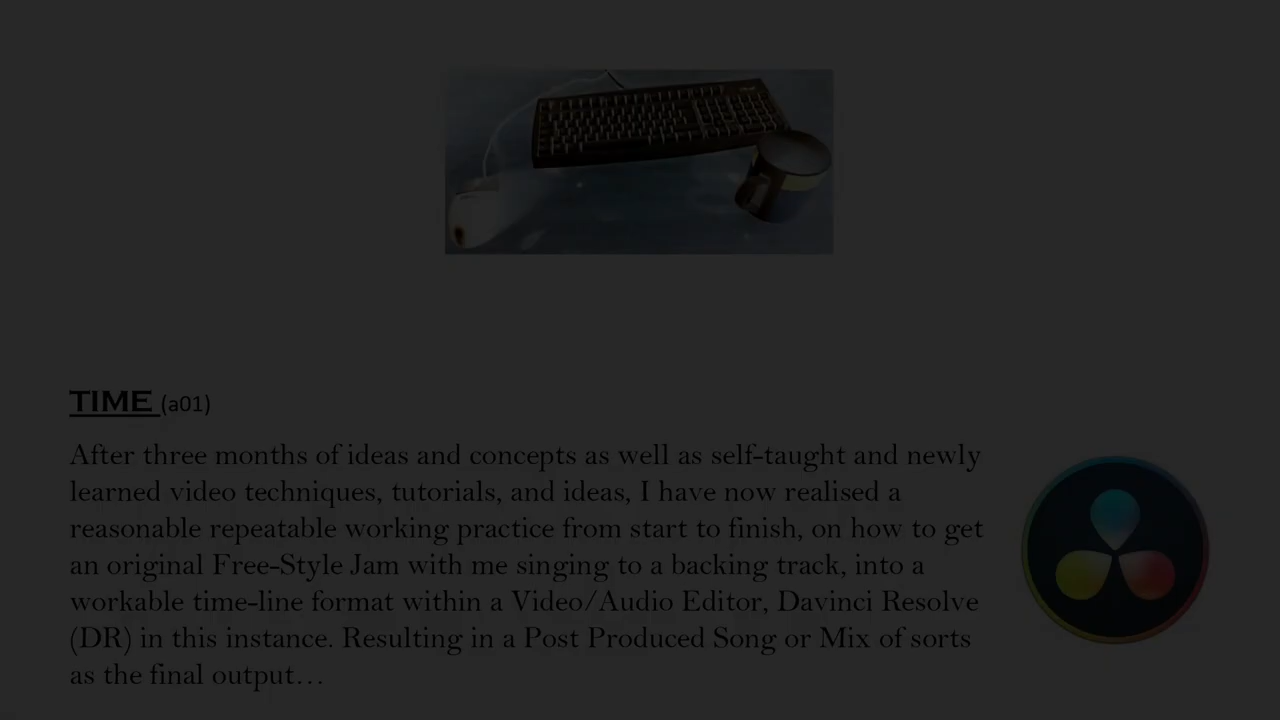 TIME (a01)
After three months of ideas and concepts as well as self-taught and newly
learned video techniques, tutorials, and ideas, I have now realised a
reasonable repeatable working practice from start to finish, on how to get
an original Free-Style Jam with me singing to a backing track, into a
workable time-line format within a Video/Audio Editor, Davinci Resolve
(DR) in this instance. Resulting in a Post Produced Song or Mix of sorts
as the final output…